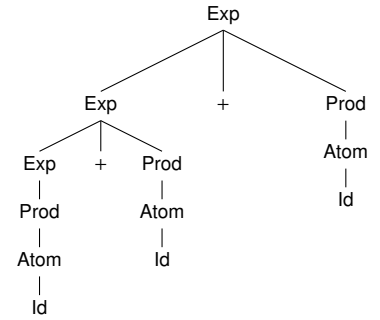 Exp
Exp + Prod
Exp + Prod Atom
Prod Atom Id
Atom Id
Id